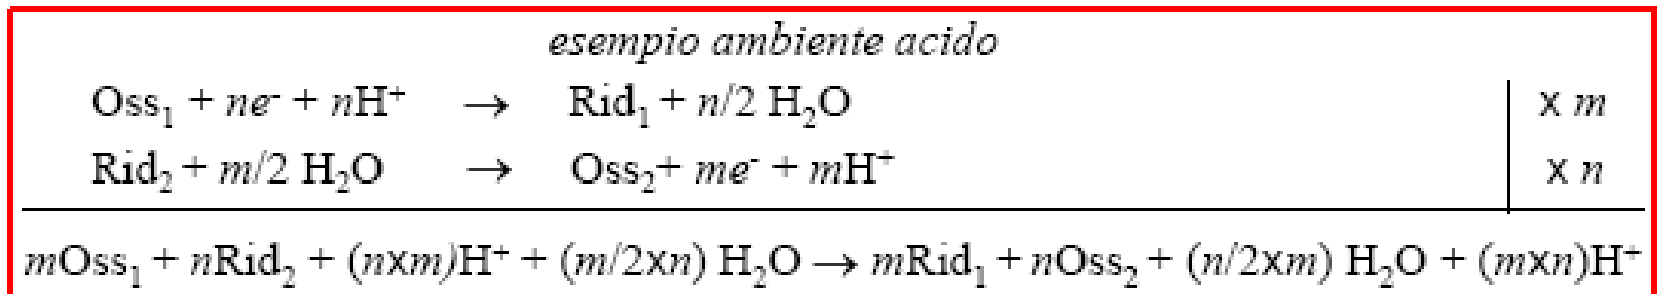 esempio ambiente acido
Oss₁ + ne⁻ + nH⁺ → Rid₁ + n/2 H₂O x m
Rid₂ + m/2 H₂O → Oss₂+ me⁻ + mH⁺ x n
mOss₁ + nRid₂ + (nxm)H⁺ + (m/2xn) H₂O → mRid₁ + nOss₂ + (n/2xm) H₂O + (mxn)H⁺